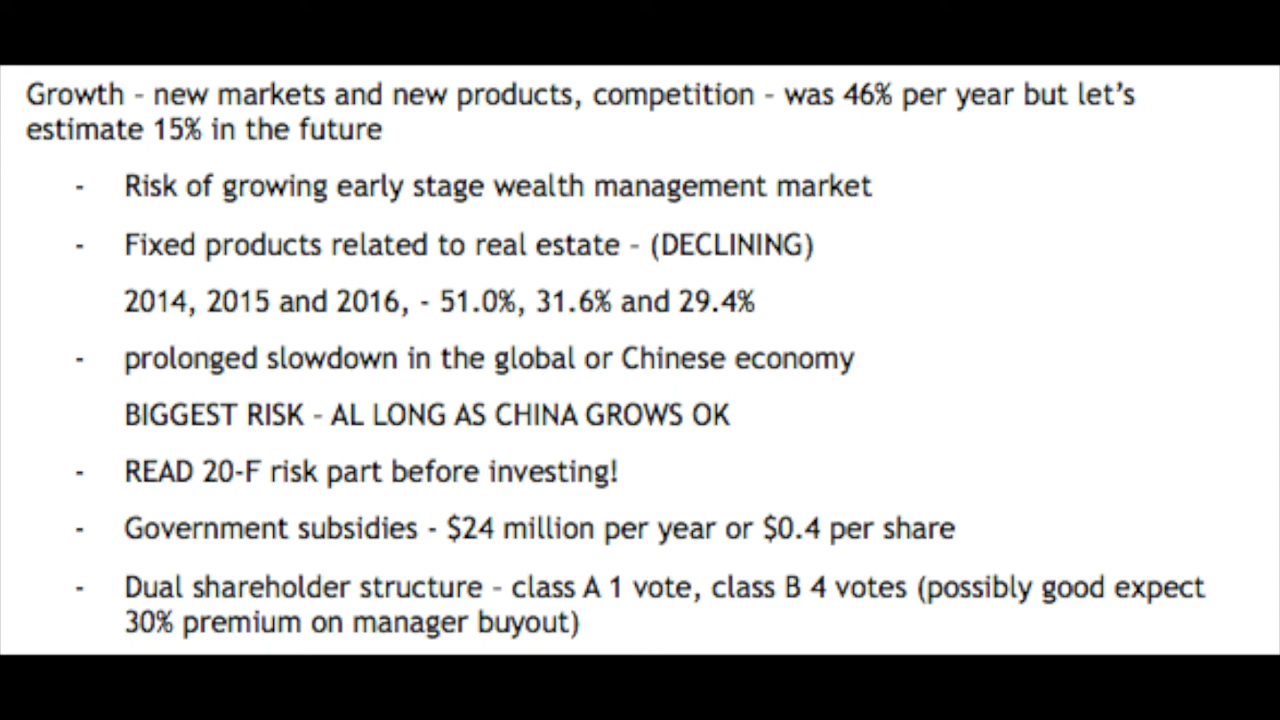 Growth – new markets and new products, competition – was 46% per year but let's
estimate 15% in the future
- Risk of growing early stage wealth management market
- Fixed products related to real estate – (DECLINING)
2014, 2015 and 2016, - 51.0%, 31.6% and 29.4%
- prolonged slowdown in the global or Chinese economy
BIGGEST RISK – AL LONG AS CHINA GROWS OK
- READ 20-F risk part before investing!
- Government subsidies - $24 million per year or $0.4 per share
- Dual shareholder structure – class A 1 vote, class B 4 votes (possibly good expect
30% premium on manager buyout)